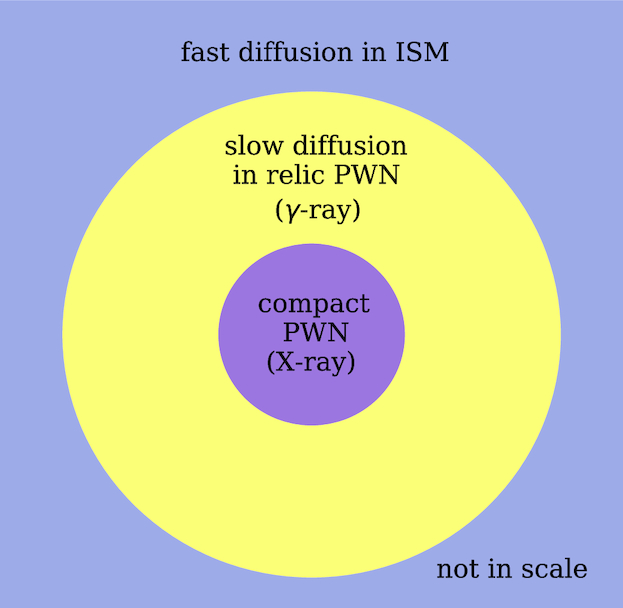 fast diffusion in ISM
slow diffusion
in relic PWN
(γ-ray)
compact
PWN
(X-ray)
not in scale